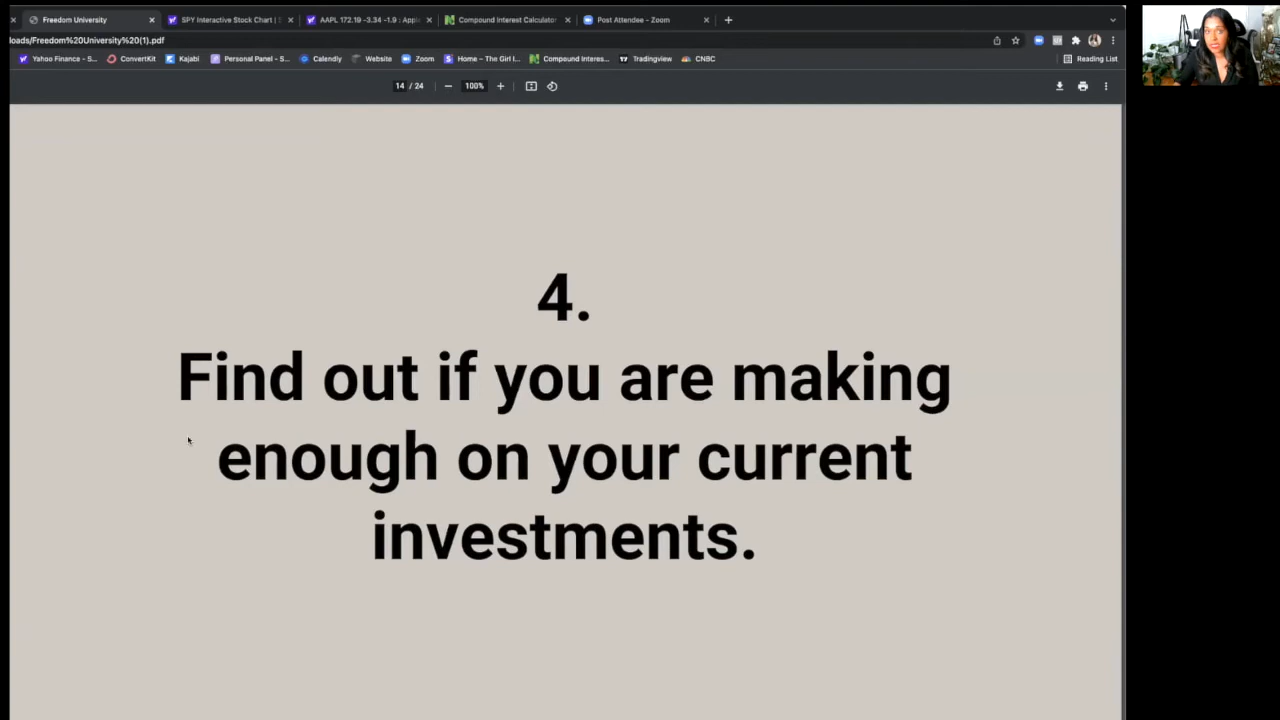 Freedom University
SPY Interactive Stock Chart |
AAPL 172.19 -3.34 -1.9 : Apple
Compound Interest Calculator
Post Attendee - Zoom
loads/Freedom%20University%20(1).pdf
Yahoo Finance - S... ConvertKit Kajabi Personal Panel - S... Calendly Website Zoom Home – The Girl I... Compound Interes... Tradingview CNBC Reading List
14 / 24 100%
4.
Find out if you are making
enough on your current
investments.